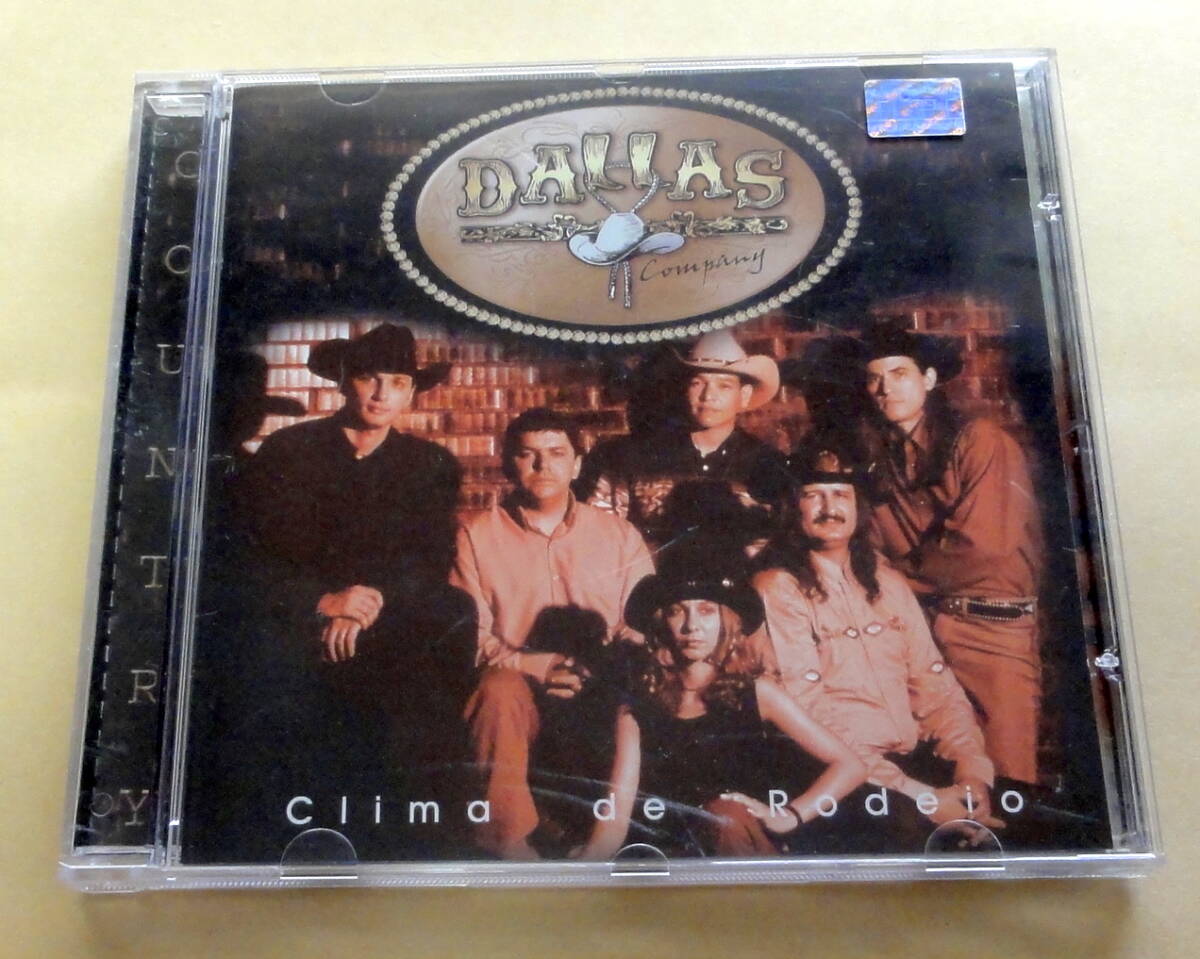 DALLAS
Company
COUNTRY
Clima de Rodeio